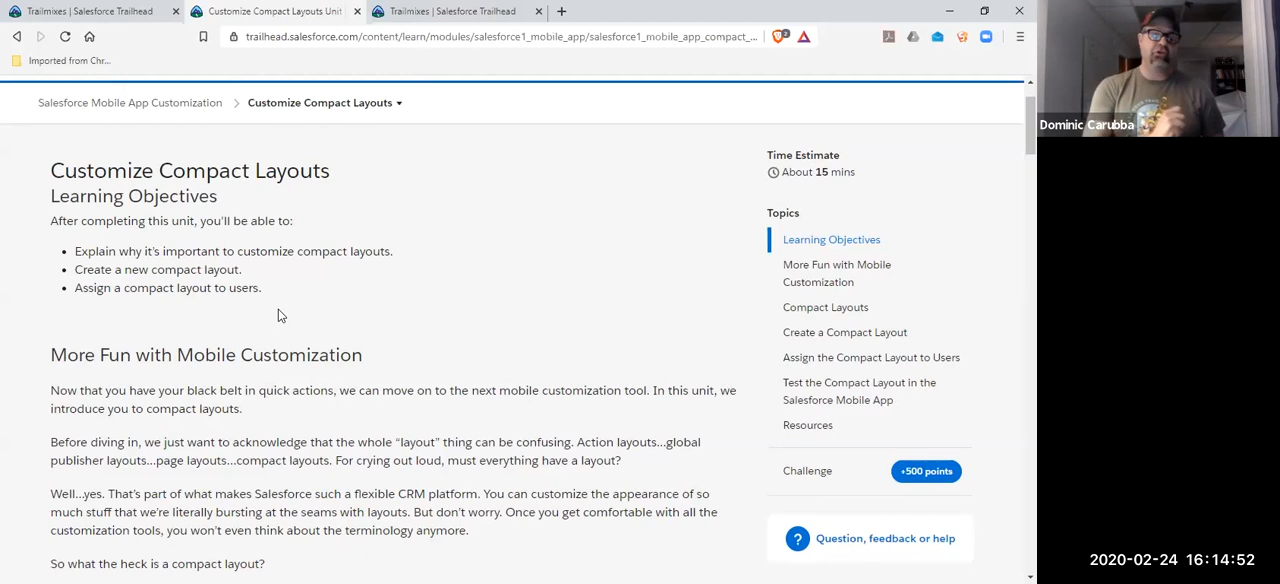 Trailmixes | Salesforce Trailhead
Customize Compact Layouts Unit
Trailmixes | Salesforce Trailhead
trailhead.salesforce.com/content/learn/modules/salesforce1_mobile_app/salesforce1_mobile_app_compact_...
2
Imported from Chr...
Salesforce Mobile App Customization
Customize Compact Layouts
Customize Compact Layouts
Learning Objectives
After completing this unit, you'll be able to:
• Explain why it's important to customize compact layouts.
• Create a new compact layout.
• Assign a compact layout to users.
More Fun with Mobile Customization
Now that you have your black belt in quick actions, we can move on to the next mobile customization tool. In this unit, we
introduce you to compact layouts.
Before diving in, we just want to acknowledge that the whole “layout” thing can be confusing. Action layouts...global
publisher layouts...page layouts...compact layouts. For crying out loud, must everything have a layout?
Well...yes. That's part of what makes Salesforce such a flexible CRM platform. You can customize the appearance of so
much stuff that we're literally bursting at the seams with layouts. But don't worry. Once you get comfortable with all the
customization tools, you won't even think about the terminology anymore.
So what the heck is a compact layout?
Time Estimate
About 15 mins
Topics
Learning Objectives
More Fun with Mobile
Customization
Compact Layouts
Create a Compact Layout
Assign the Compact Layout to Users
Test the Compact Layout in the
Salesforce Mobile App
Resources
Challenge
+500 points
? Question, feedback or help
Dominic Carubba
2020-02-24 16:14:52